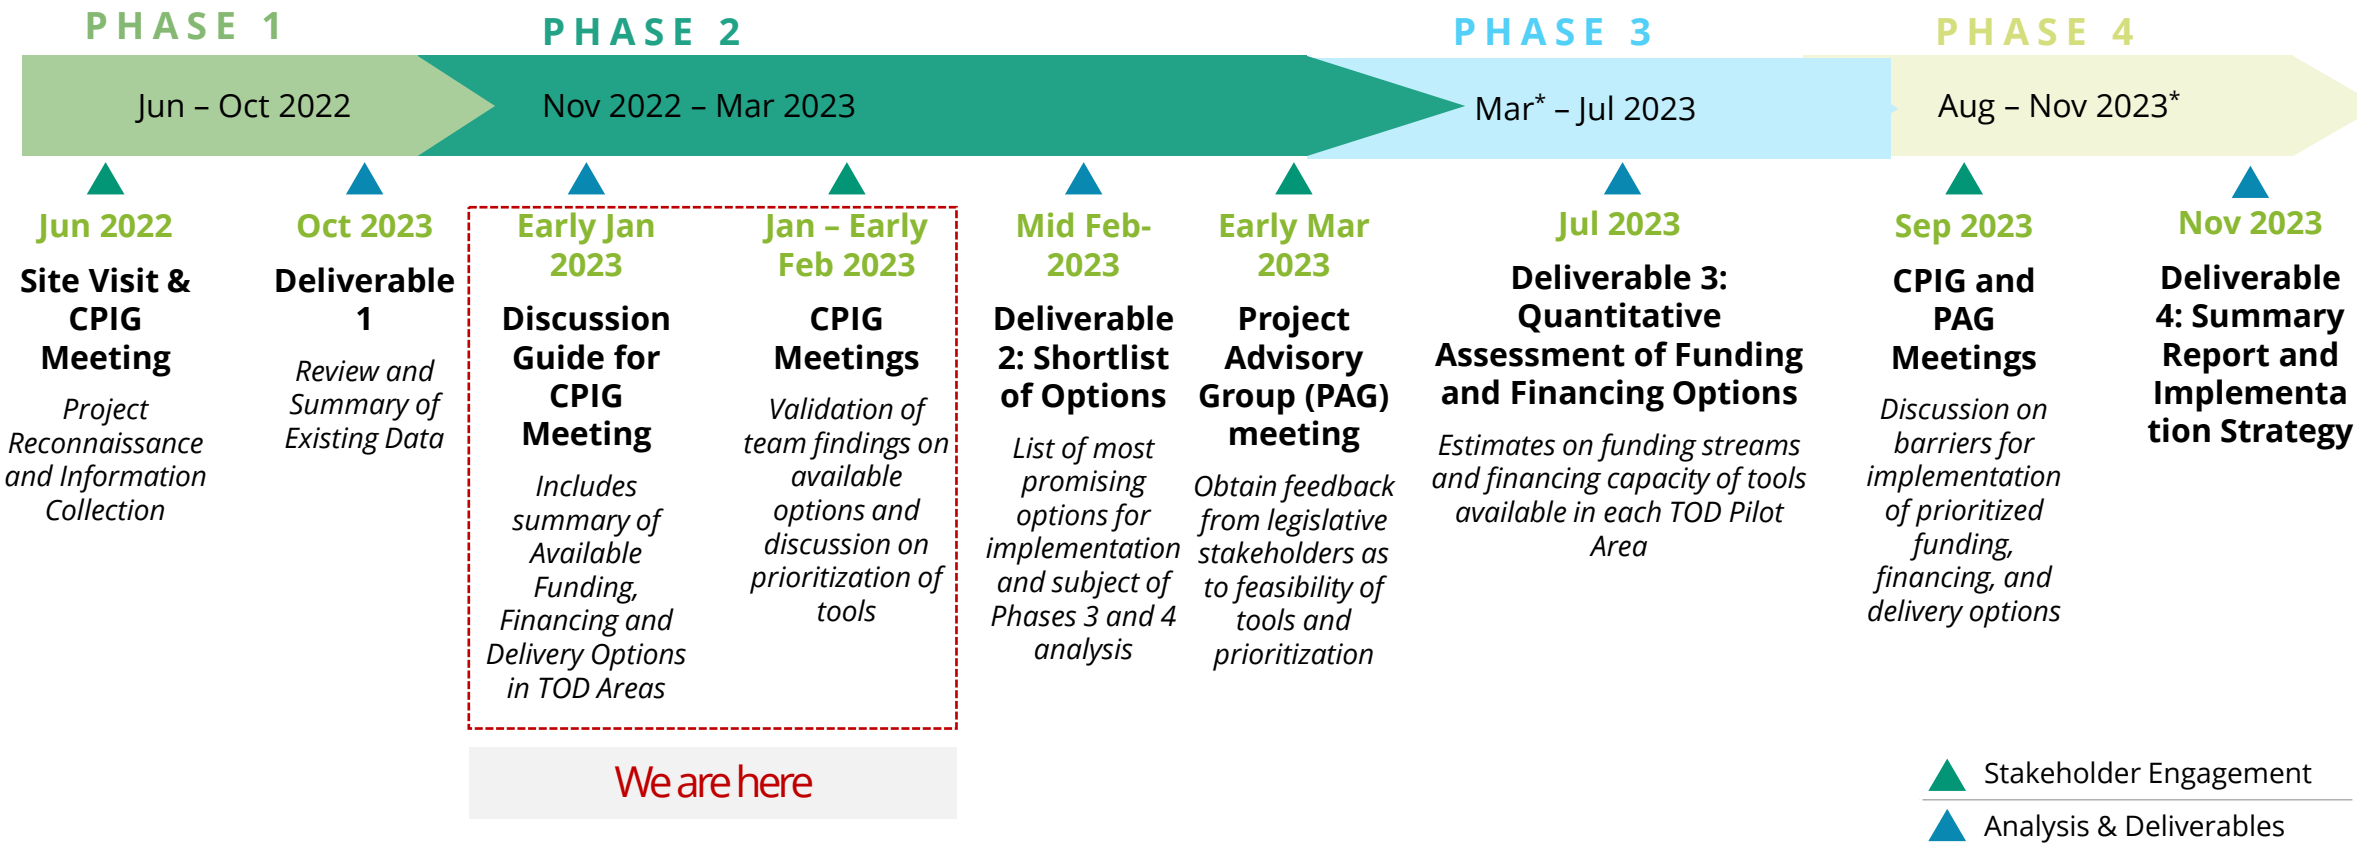 PHASE 1
PHASE 2
PHASE 3
PHASE 4
Jun – Oct 2022
Nov 2022 – Mar 2023
Mar* – Jul 2023
Aug – Nov 2023*
Jun 2022
Site Visit &
CPIG
Meeting
Project
Reconnaissance
and Information
Collection
Oct 2023
Deliverable
1
Review and
Summary of
Existing Data
Early Jan
2023
Discussion
Guide for
CPIG
Meeting
Includes
summary of
Available
Funding,
Financing and
Delivery Options
in TOD Areas
Jan – Early
Feb 2023
CPIG
Meetings
Validation of
team findings on
available
options and
discussion on
prioritization of
tools
Mid Feb-
2023
Deliverable
2: Shortlist
of Options
List of most
promising
options for
implementation
and subject of
Phases 3 and 4
analysis
Early Mar
2023
Project
Advisory
Group (PAG)
meeting
Obtain feedback
from legislative
stakeholders as
to feasibility of
tools and
prioritization
Jul 2023
Deliverable 3:
Quantitative
Assessment of Funding
and Financing Options
Estimates on funding streams
and financing capacity of tools
available in each TOD Pilot
Area
Sep 2023
CPIG and
PAG
Meetings
Discussion on
barriers for
implementation
of prioritized
funding,
financing, and
delivery options
Nov 2023
Deliverable
4: Summary
Report and
Implementa
tion Strategy
We are here
Stakeholder Engagement
Analysis & Deliverables